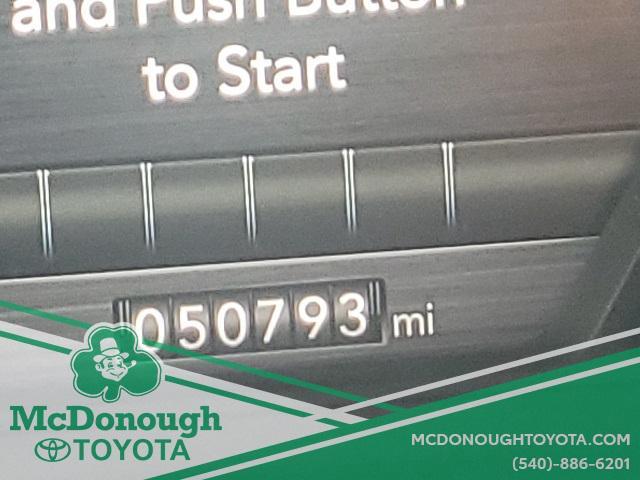 and Push Button
to Start
050793 mi
McDonough
TOYOTA
MCDONOUGHTOYOTA.COM
(540)-886-6201